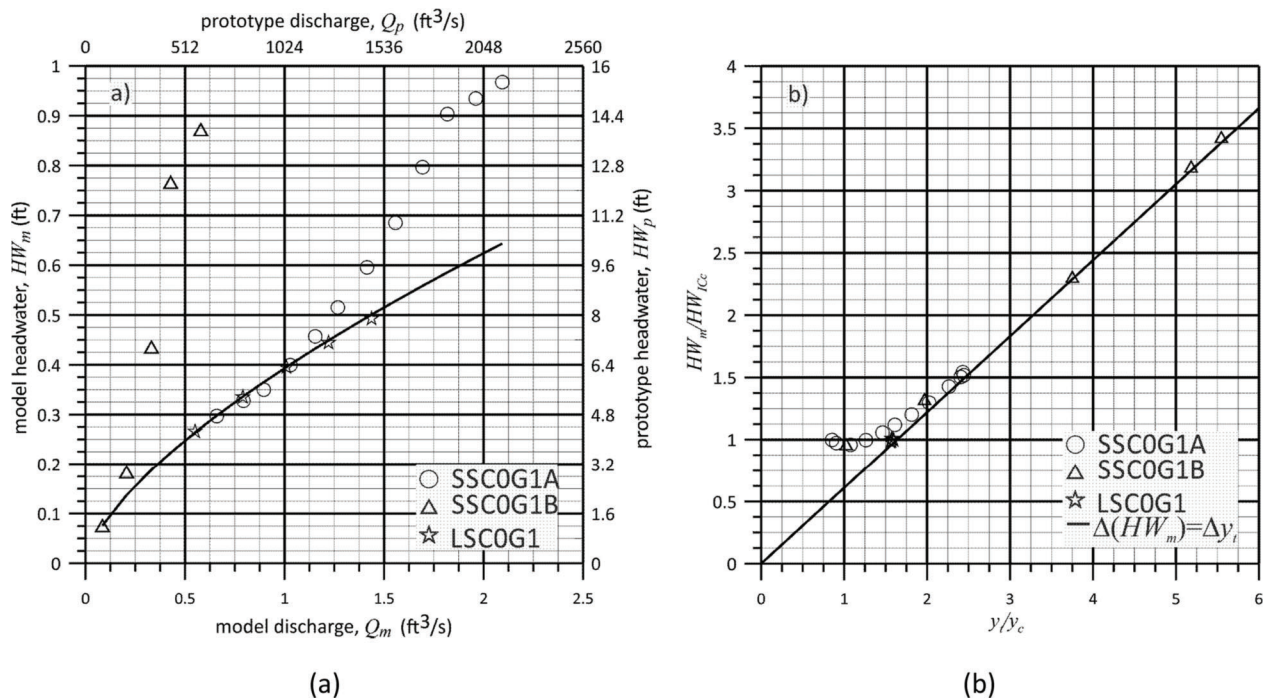 prototype discharge, Qp (ft³/s)
0 512 1024 1536 2048 2560
a)
model headwater, HWm (ft)
1
0.9
0.8
0.7
0.6
0.5
0.4
0.3
0.2
0.1
0
16
14.4
12.8
11.2
9.6
8
6.4
4.8
3.2
1.6
0
prototype headwater, HWp (ft)
SSC0G1A
SSC0G1B
LSC0G1
0 0.5 1 1.5 2 2.5
model discharge, Qm (ft³/s)
(a)
b)
HWm/HWICc
4
3.5
3
2.5
2
1.5
1
0.5
0
SSC0G1A
SSC0G1B
LSC0G1
Δ(HWm)=Δyt
0 1 2 3 4 5 6
yt/yc
(b)